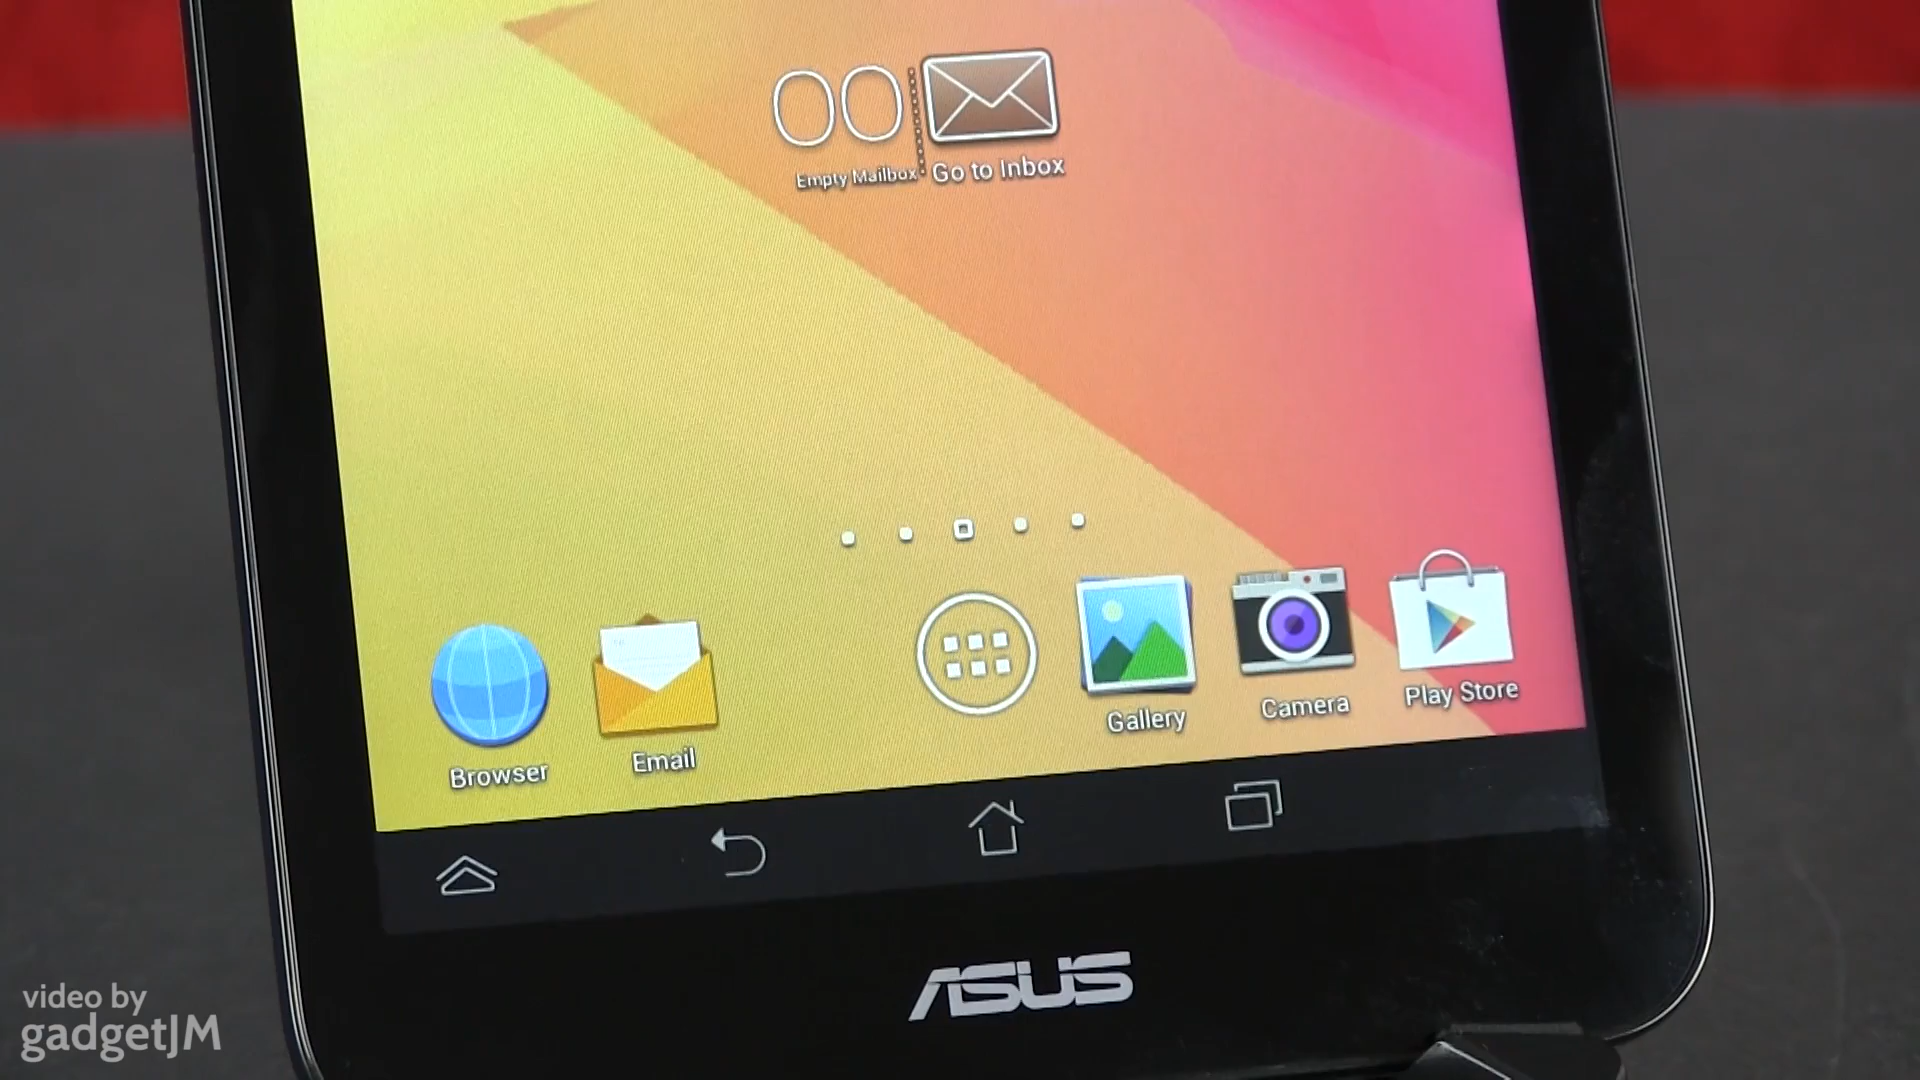 00
Empty Mailbox
Go to Inbox
Browser
Email
Gallery
Camera
Play Store
ASUS
video by
gadgetJM